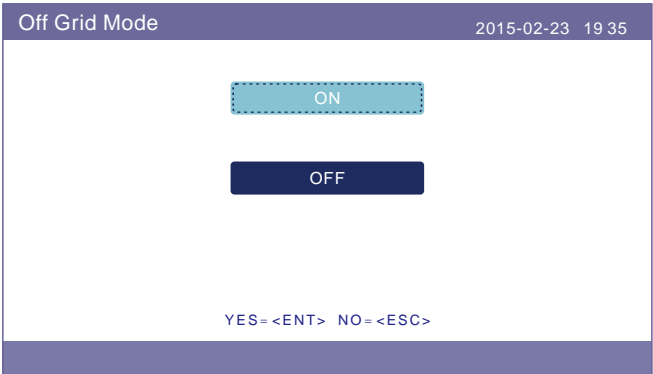 Off Grid Mode 2015-02-23 19 35
ON
OFF
YES=<ENT> NO=<ESC>